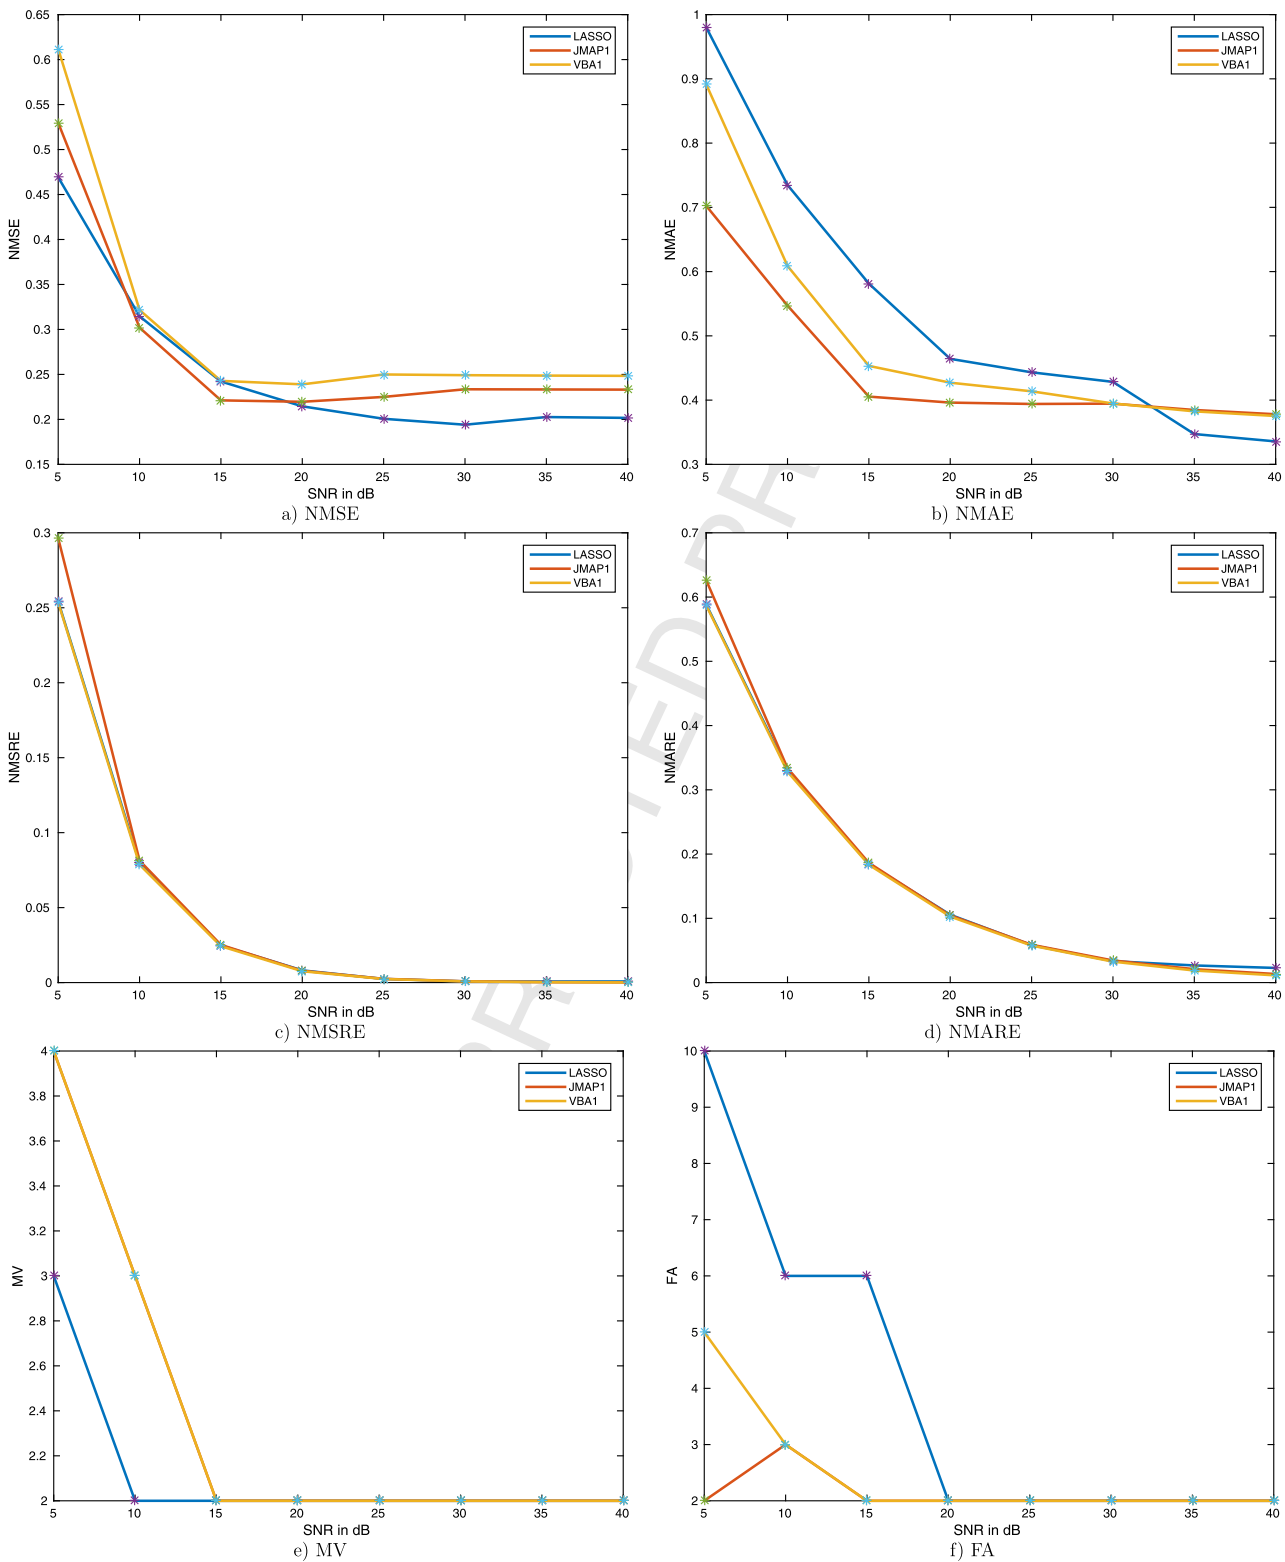 0.65
0.6
0.55
0.5
0.45
0.4
0.35
0.3
0.25
0.2
0.15
NMSE
LASSO
JMAP1
VBA1
5 10 15 20 25 30 35 40
SNR in dB
a) NMSE
1
0.9
0.8
0.7
0.6
0.5
0.4
0.3
NMAE
LASSO
JMAP1
VBA1
5 10 15 20 25 30 35 40
SNR in dB
b) NMAE
0.3
0.25
0.2
0.15
0.1
0.05
0
NMSRE
LASSO
JMAP1
VBA1
5 10 15 20 25 30 35 40
SNR in dB
c) NMSRE
0.7
0.6
0.5
0.4
0.3
0.2
0.1
0
NMARE
LASSO
JMAP1
VBA1
5 10 15 20 25 30 35 40
SNR in dB
d) NMARE
4
3.8
3.6
3.4
3.2
3
2.8
2.6
2.4
2.2
2
MV
LASSO
JMAP1
VBA1
5 10 15 20 25 30 35 40
SNR in dB
e) MV
10
9
8
7
6
5
4
3
2
FA
LASSO
JMAP1
VBA1
5 10 15 20 25 30 35 40
SNR in dB
f) FA